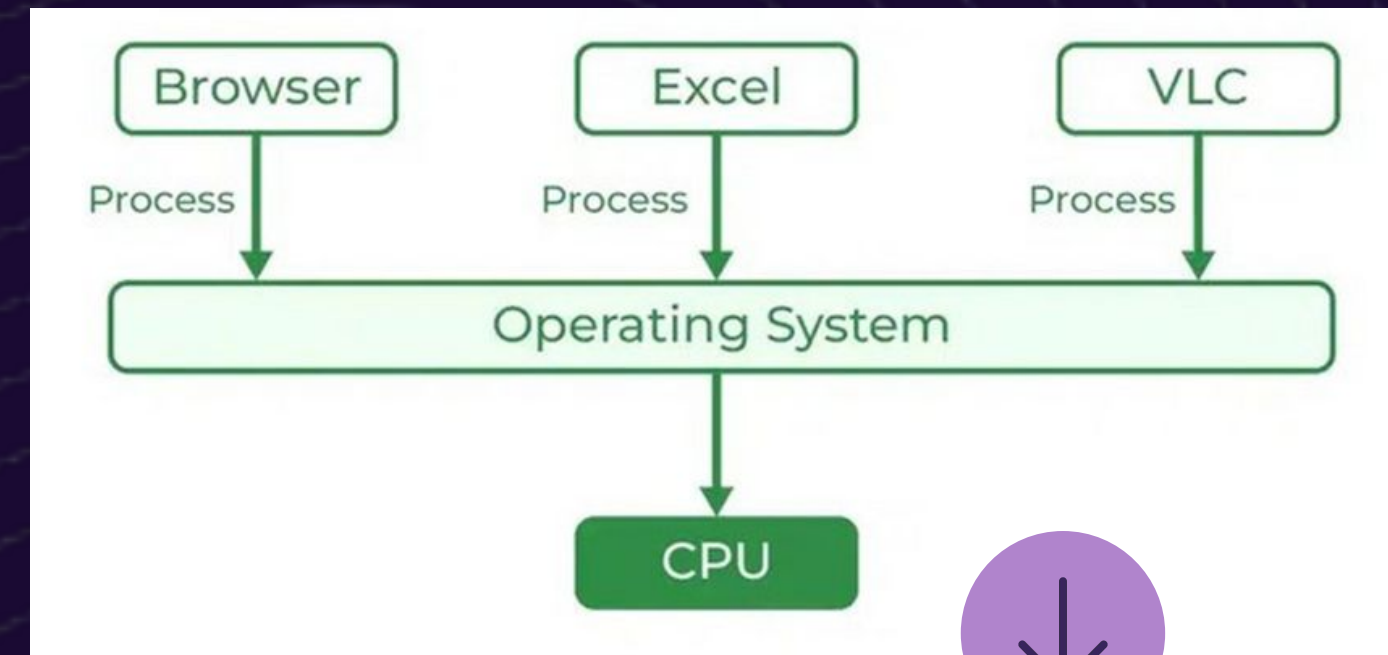 Browser
Excel
VLC
Process
Process
Process
Operating System
CPU